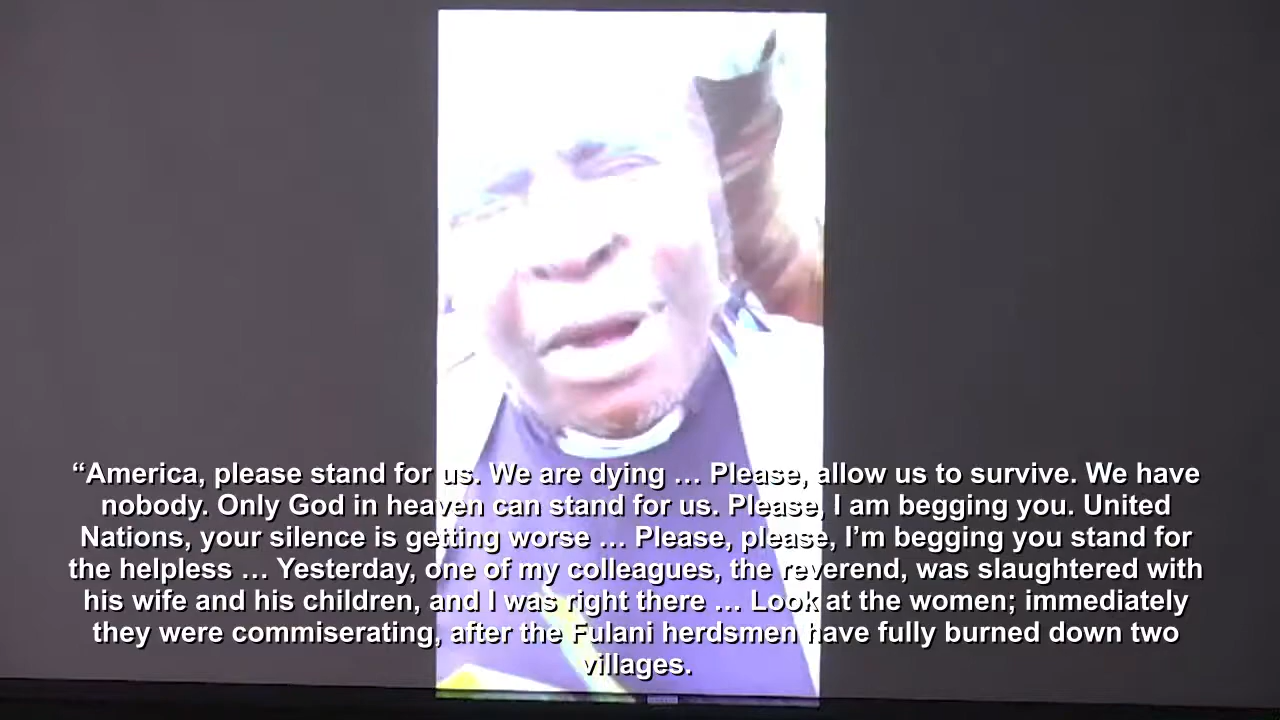 “America, please stand for us. We are dying … Please, allow us to survive. We have
nobody. Only God in heaven can stand for us. Please, I am begging you. United
Nations, your silence is getting worse … Please, please, I’m begging you stand for
the helpless … Yesterday, one of my colleagues, the reverend, was slaughtered with
his wife and his children, and I was right there … Look at the women; immediately
they were commiserating, after the Fulani herdsmen have fully burned down two
villages.